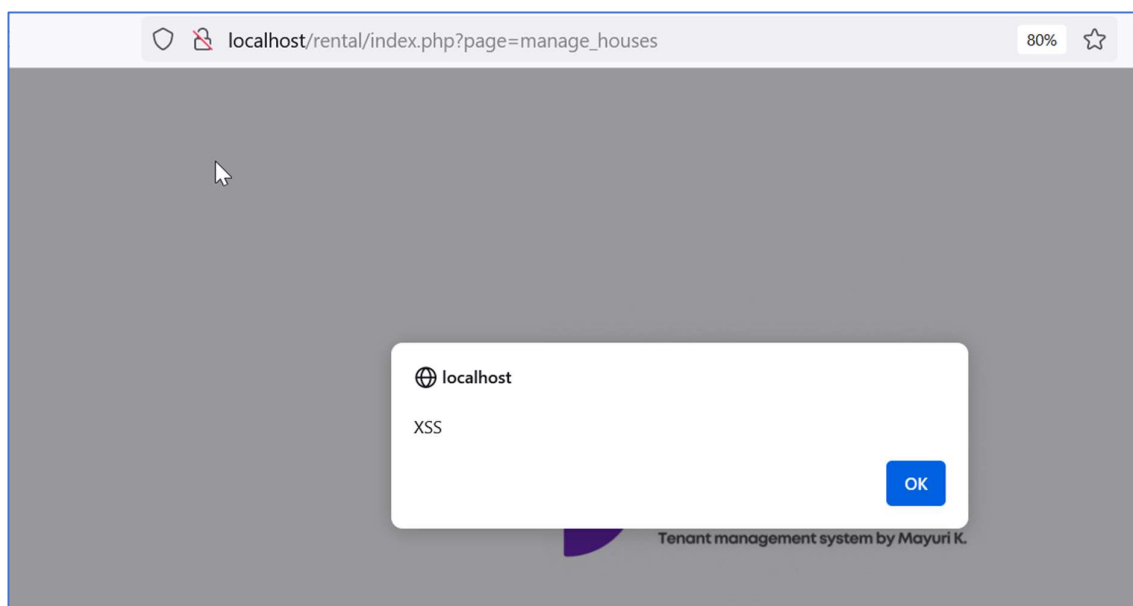 localhost/rental/index.php?page=manage_houses 80%
localhost
XSS
OK
Tenant management system by Mayuri K.